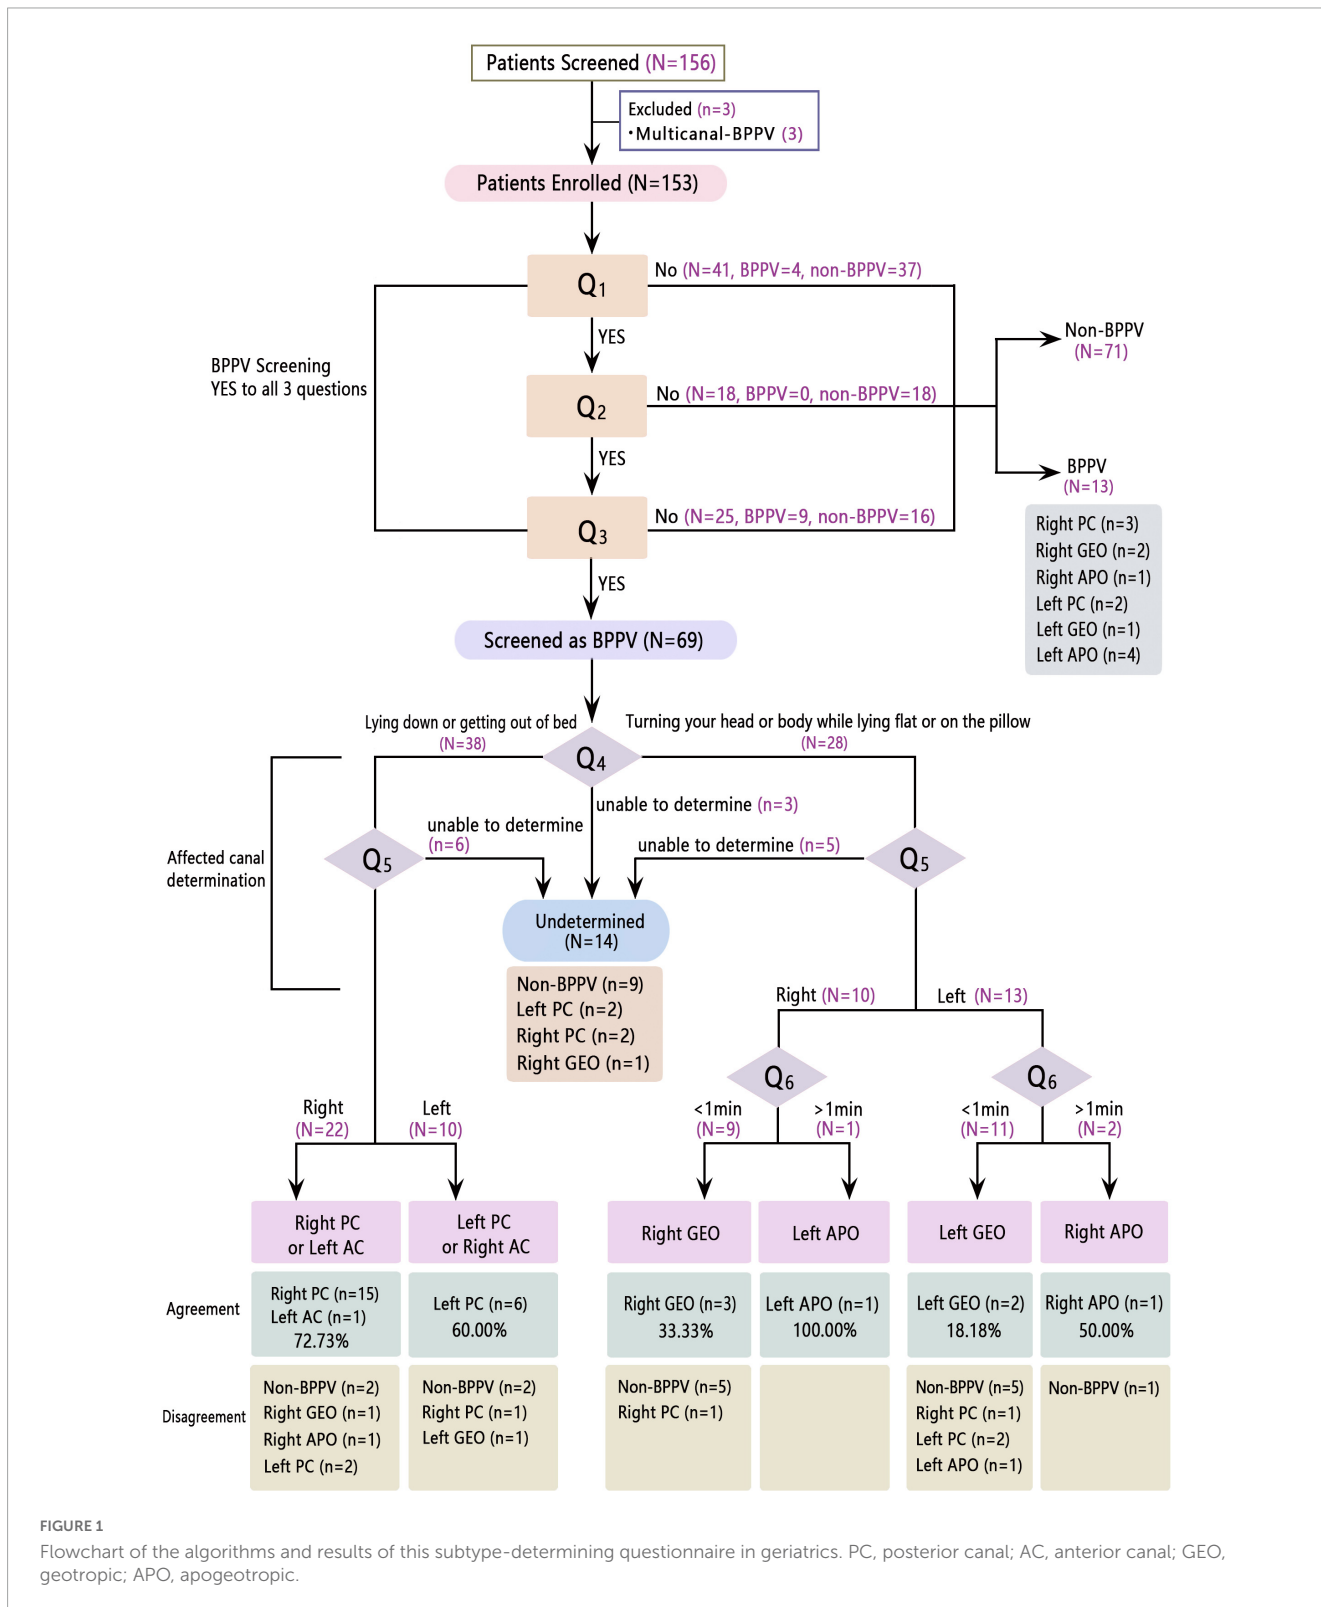 Patients Screened (N=156)
Excluded (n=3)
•Multicanal-BPPV (3)
Patients Enrolled (N=153)
Q1
No (N=41, BPPV=4, non-BPPV=37)
YES
BPPV Screening
YES to all 3 questions
Non-BPPV
(N=71)
Q2
No (N=18, BPPV=0, non-BPPV=18)
YES
BPPV
(N=13)
Q3
No (N=25, BPPV=9, non-BPPV=16)
YES
Right PC (n=3)
Right GEO (n=2)
Right APO (n=1)
Left PC (n=2)
Left GEO (n=1)
Left APO (n=4)
Screened as BPPV (N=69)
Lying down or getting out of bed
(N=38)
Turning your head or body while lying flat or on the pillow
(N=28)
Q4
unable to determine (n=3)
unable to determine
(n=6)
unable to determine (n=5)
Affected canal
determination
Q5
Q5
Undetermined
(N=14)
Non-BPPV (n=9)
Left PC (n=2)
Right PC (n=2)
Right GEO (n=1)
Right (N=10)
Left (N=13)
Q6
Q6
Right
(N=22)
Left
(N=10)
<1min
(N=9)
>1min
(N=1)
<1min
(N=11)
>1min
(N=2)
Right PC
or Left AC
Left PC
or Right AC
Right GEO
Left APO
Left GEO
Right APO
Agreement
Right PC (n=15)
Left AC (n=1)
72.73%
Left PC (n=6)
60.00%
Right GEO (n=3)
33.33%
Left APO (n=1)
100.00%
Left GEO (n=2)
18.18%
Right APO (n=1)
50.00%
Disagreement
Non-BPPV (n=2)
Right GEO (n=1)
Right APO (n=1)
Left PC (n=2)
Non-BPPV (n=2)
Right PC (n=1)
Left GEO (n=1)
Non-BPPV (n=5)
Right PC (n=1)
Non-BPPV (n=5)
Right PC (n=1)
Left PC (n=2)
Left APO (n=1)
Non-BPPV (n=1)
FIGURE 1
Flowchart of the algorithms and results of this subtype-determining questionnaire in geriatrics. PC, posterior canal; AC, anterior canal; GEO,
geotropic; APO, apogeotropic.